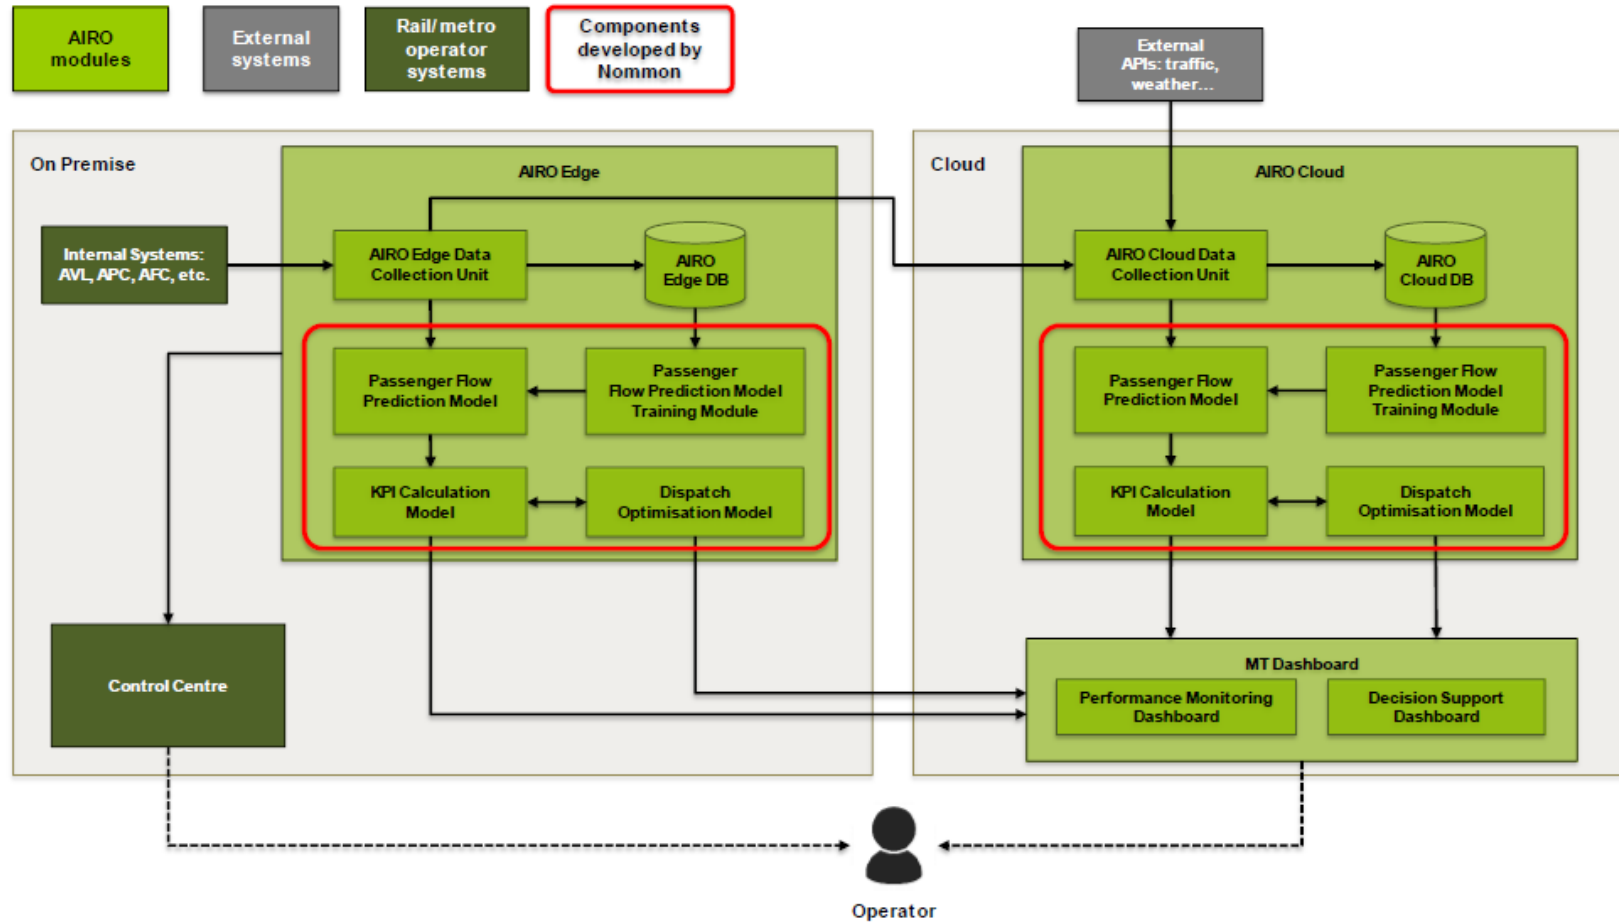 AIRO
modules
External
systems
Rail/metro
operator
systems
Components
developed by
Nommon
External
APIs: traffic,
weather...
On Premise
AIRO Edge
Internal Systems:
AVL, APC, AFC, etc.
AIRO Edge Data
Collection Unit
AIRO
Edge DB
Passenger Flow
Prediction Model
Passenger
Flow Prediction Model
Training Module
KPI Calculation
Model
Dispatch
Optimisation Model
Control Centre
Cloud
AIRO Cloud
AIRO Cloud Data
Collection Unit
AIRO
Cloud DB
Passenger Flow
Prediction Model
Passenger Flow
Prediction Model
Training Module
KPI Calculation
Model
Dispatch
Optimisation Model
MT Dashboard
Performance Monitoring
Dashboard
Decision Support
Dashboard
Operator